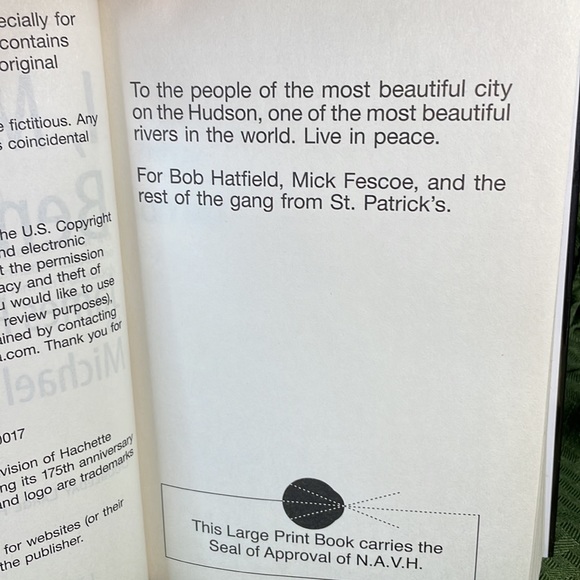 ecially for
contains
original
e fictitious. Any
s coincidental
he U.S. Copyright
nd electronic
t the permission
acy and theft of
u would like to use
review purposes),
ained by contacting
.com. Thank you for
0017
vision of Hachette
ng its 175th anniversary
and logo are trademarks
for websites (or their
the publisher.
To the people of the most beautiful city
on the Hudson, one of the most beautiful
rivers in the world. Live in peace.
For Bob Hatfield, Mick Fescoe, and the
rest of the gang from St. Patrick's.
This Large Print Book carries the
Seal of Approval of N.A.V.H.